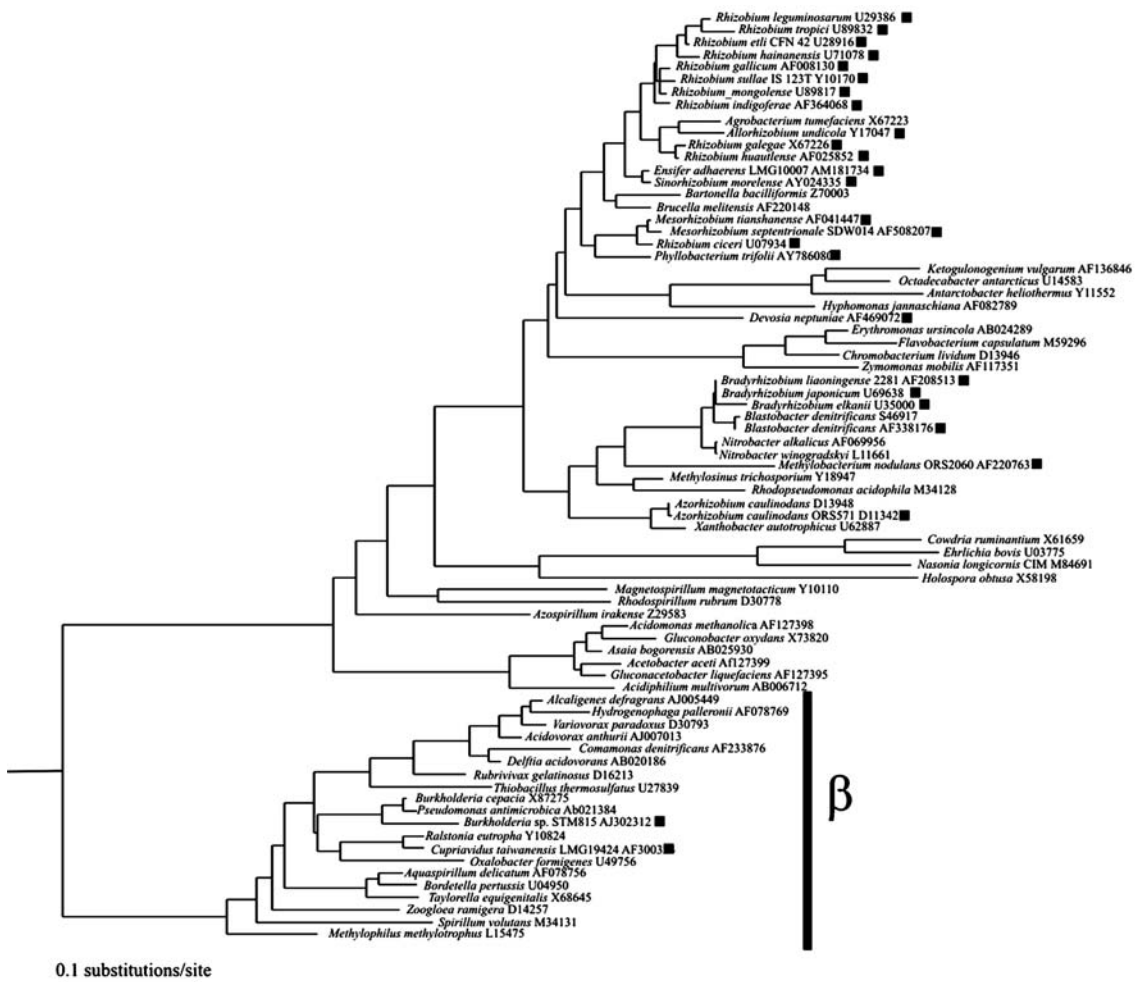 Rhizobium leguminosarum U29386
Rhizobium tropici U89832
Rhizobium etli CFN 42 U28916
Rhizobium hainanensis U71078
Rhizobium gallicum AF008130
Rhizobium sullae IS 123T Y10170
Rhizobium_mongolense U89817
Rhizobium indigoferae AF364068
Agrobacterium tumefaciens X67223
Allorhizobium undicola Y17047
Rhizobium galegae X67226
Rhizobium huautlense AF025852
Ensifer adhaerens LMG10007 AM181734
Sinorhizobium morelense AY024335
Bartonella bacilliformis Z70003
Brucella melitensis AF220148
Mesorhizobium tianshanense AF041447
Mesorhizobium septentrionale SDW014 AF508207
Rhizobium ciceri U07934
Phyllobacterium trifolii AY786080
Ketogulonogenium vulgarum AF136846
Octadecabacter antarcticus U14583
Antarctobacter heliothermus Y11552
Hyphomonas jannaschiana AF082789
Devosia neptuniae AF469072
Erythromonas ursincola AB024289
Flavobacterium capsulatum M59296
Chromobacterium lividum D13946
Zymomonas mobilis AF117351
Bradyrhizobium liaoningense 2281 AF208513
Bradyrhizobium japonicum U69638
Bradyrhizobium elkanii U35000
Blastobacter denitrificans S46917
Blastobacter denitrificans AF338176
Nitrobacter alkalicus AF069956
Nitrobacter winogradskyi L11661
Methylobacterium nodulans ORS2060 AF220763
Methylosinus trichosporium Y18947
Rhodopseudomonas acidophila M34128
Azorhizobium caulinodans D13948
Azorhizobium caulinodans ORS571 D11342
Xanthobacter autotrophicus U62887
Cowdria ruminantium X61659
Ehrlichia bovis U03775
Nasonia longicornis CIM M84691
Holospora obtusa X58198
Magnetospirillum magnetotacticum Y10110
Rhodospirillum rubrum D30778
Azospirillum irakense Z29583
Acidomonas methanolica AF127398
Gluconobacter oxydans X73820
Asaia bogorensis AB025930
Acetobacter aceti Af127399
Gluconacetobacter liquefaciens AF127395
Acidiphilium multivorum AB006712
Alcaligenes defragrans AJ005449
Hydrogenophaga palleronii AF078769
Variovorax paradoxus D30793
Acidovorax anthurii AJ007013
Comamonas denitrificans AF233876
Delftia acidovorans AB020186
Rubrivivax gelatinosus D16213
Thiobacillus thermosulfatus U27839
β
Burkholderia cepacia X87275
Pseudomonas antimicrobica Ab021384
Burkholderia sp. STM815 AJ302312
Ralstonia eutropha Y10824
Cupriavidus taiwanensis LMG19424
Oxalobacter formigenes U49756
Aquaspirillum delicatum AF078756
Bordetella pertussis U04950
Taylorella equigenitalis X68645
Zoogloea ramigera D14257
Spirillum volutans M34131
Methylophilus methylotrophus L15475
0.1 substitutions/site